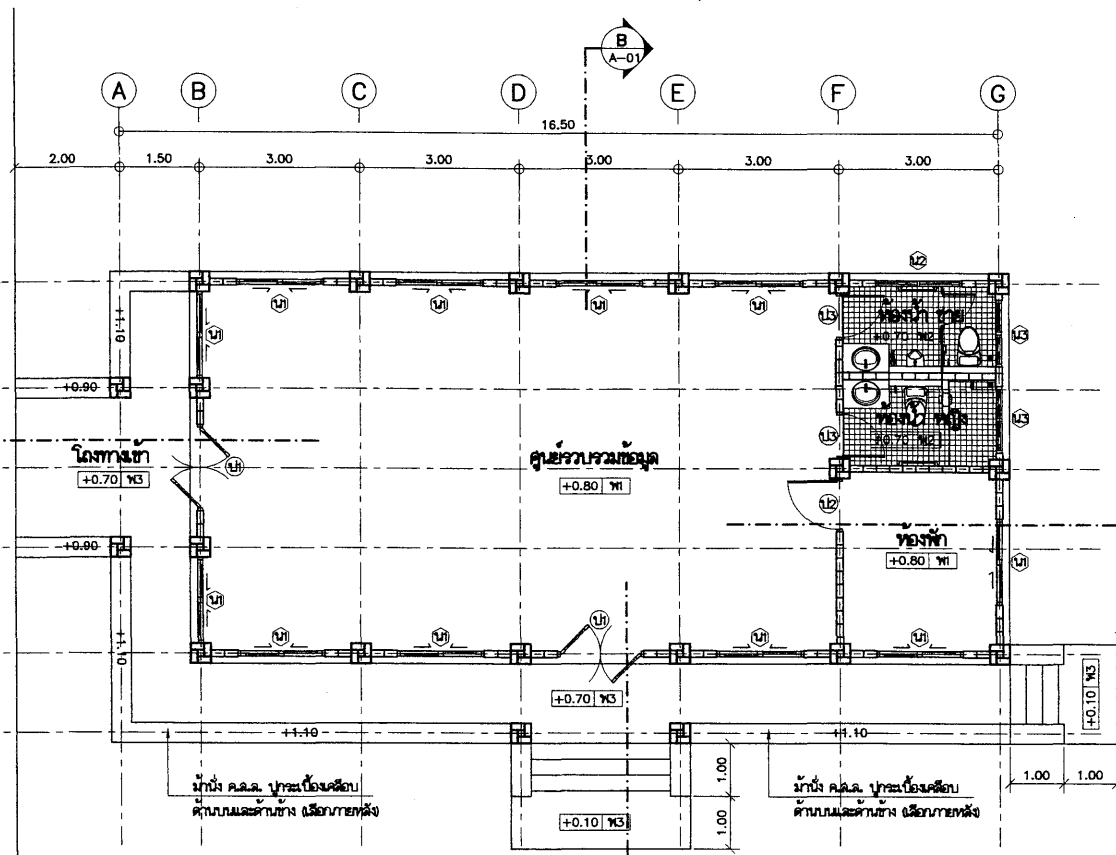 B
A-01
A B C D E F G
16.50
2.00 1.50 3.00 3.00 3.00 3.00 3.00
น2
น1 น1 น1 น1
ป3
ห้องน้ำ ชาย
+0.70 พ2
น3
+1.10
น1
+0.90
น3
ป3
ห้องน้ำ หญิง
+0.70 พ2
โถงทางเข้า
+0.70 พ3
ป1
ศูนย์รวบรวมข้อมูล
+0.80 พ1
ป2
ห้องพัก
+0.80 พ1
น1
+0.90
น1
+1.10
น1 น1 ป1 น1 น1
+0.70 พ3
+0.10 พ3
+1.10 +1.10
ม้านั่ง ค.ส.ล. ปูกระเบื้องเคลือบ
ด้านบนและด้านข้าง (เลือกภายหลัง)
1.00
1.00
+0.10 พ3
ม้านั่ง ค.ส.ล. ปูกระเบื้องเคลือบ
ด้านบนและด้านข้าง (เลือกภายหลัง)
1.00 1.00